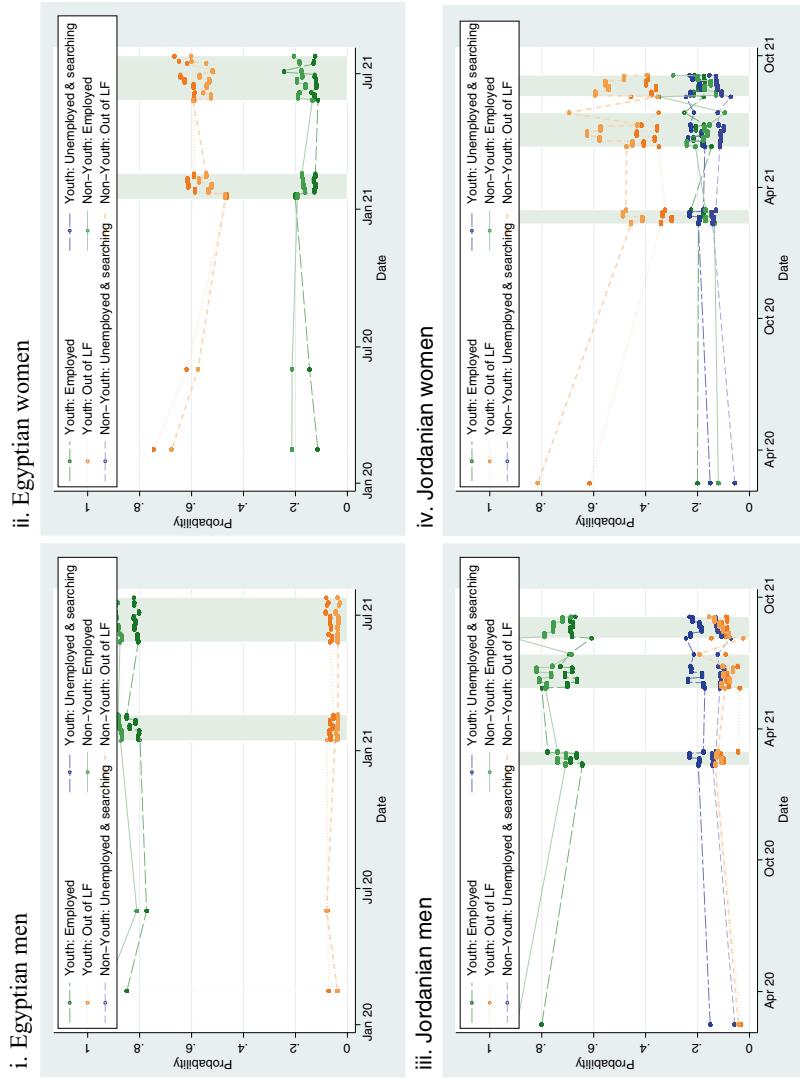 i. Egyptian men
Youth: Employed Youth: Unemployed & searching
Youth: Out of LF Non−Youth: Employed
Non−Youth: Unemployed & searching Non−Youth: Out of LF
Probability
1
.8
.6
.4
.2
0
Jan 20 Jul 20 Jan 21 Jul 21
Date
ii. Egyptian women
Youth: Employed Youth: Unemployed & searching
Youth: Out of LF Non−Youth: Employed
Non−Youth: Unemployed & searching Non−Youth: Out of LF
Probability
1
.8
.6
.4
.2
0
Jan 20 Jul 20 Jan 21 Jul 21
Date
iii. Jordanian men
Youth: Employed Youth: Unemployed & searching
Youth: Out of LF Non−Youth: Employed
Non−Youth: Unemployed & searching Non−Youth: Out of LF
Probability
1
.8
.6
.4
.2
0
Apr 20 Oct 20 Apr 21 Oct 21
Date
iv. Jordanian women
Youth: Employed Youth: Unemployed & searching
Youth: Out of LF Non−Youth: Employed
Non−Youth: Unemployed & searching Non−Youth: Out of LF
Probability
1
.8
.6
.4
.2
0
Apr 20 Oct 20 Apr 21 Oct 21
Date